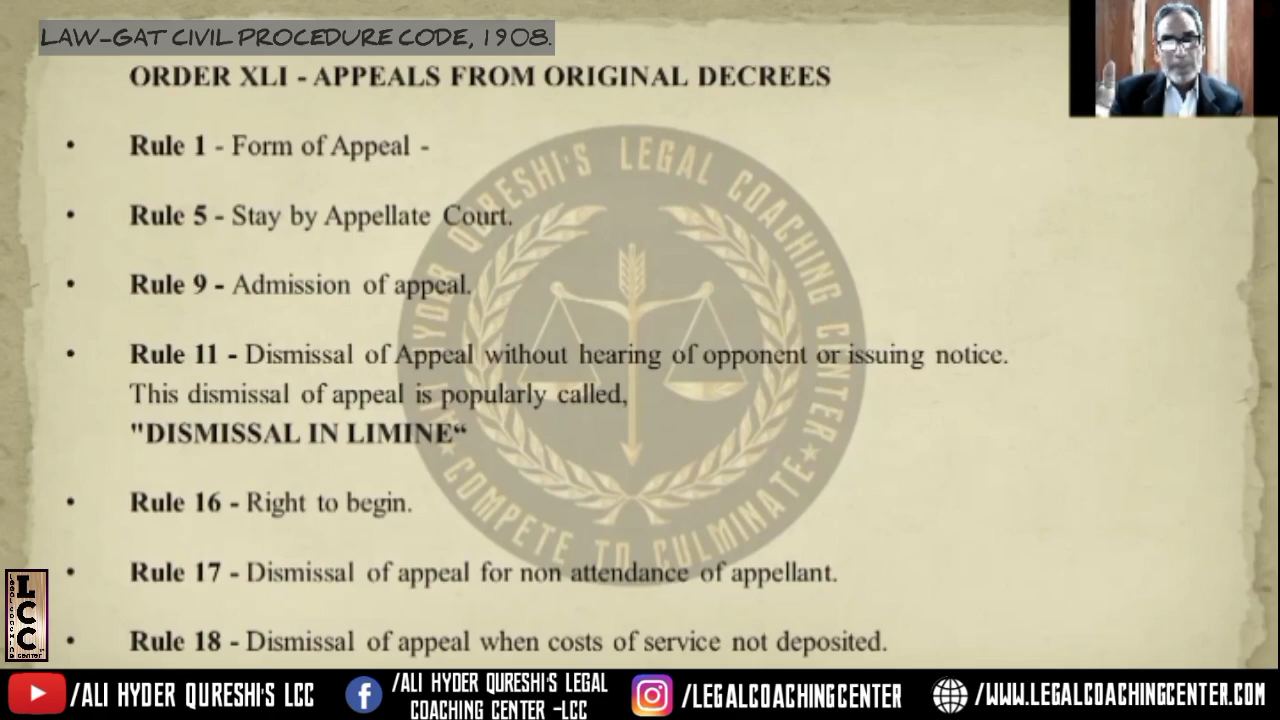 LAW-GAT CIVIL PROCEDURE CODE, 1908.
ORDER XLI - APPEALS FROM ORIGINAL DECREES
• Rule 1 - Form of Appeal -
• Rule 5 - Stay by Appellate Court.
• Rule 9 - Admission of appeal.
• Rule 11 - Dismissal of Appeal without hearing of opponent or issuing notice.
This dismissal of appeal is popularly called,
"DISMISSAL IN LIMINE“
• Rule 16 - Right to begin.
• Rule 17 - Dismissal of appeal for non attendance of appellant.
• Rule 18 - Dismissal of appeal when costs of service not deposited.
ALI HYDER QURESHI'S LEGAL COACHING CENTER
★ COMPETE TO CULMINATE ★
LEGAL COACHING
LCC
CENTER
/ALI HYDER QURESHI'S LCC
/ALI HYDER QURESHI'S LEGAL
COACHING CENTER -LCC
/LEGALCOACHINGCENTER
/WWW.LEGALCOACHINGCENTER.COM